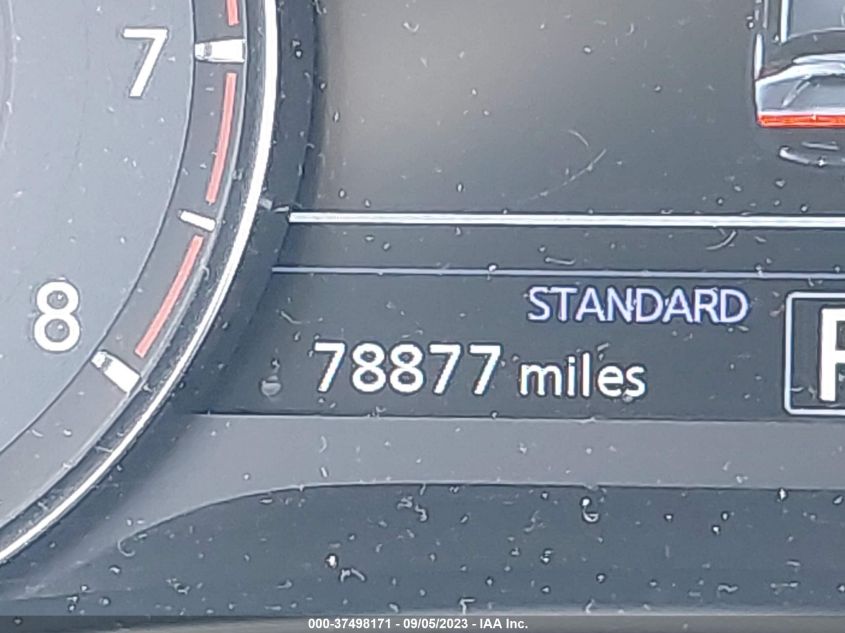 7
8
STANDARD
78877 miles
000-37498171 - 09/05/2023 - IAA Inc.